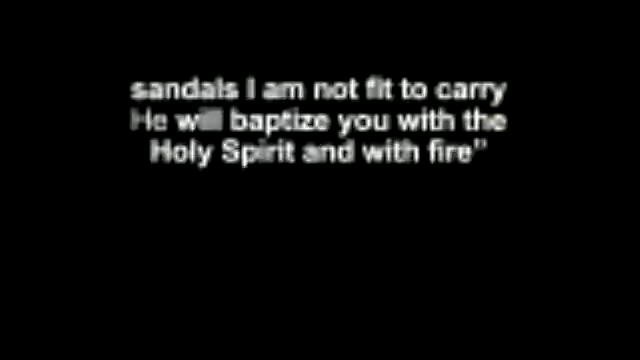 sandals I am not fit to carry
He will baptize you with the
Holy Spirit and with fire"